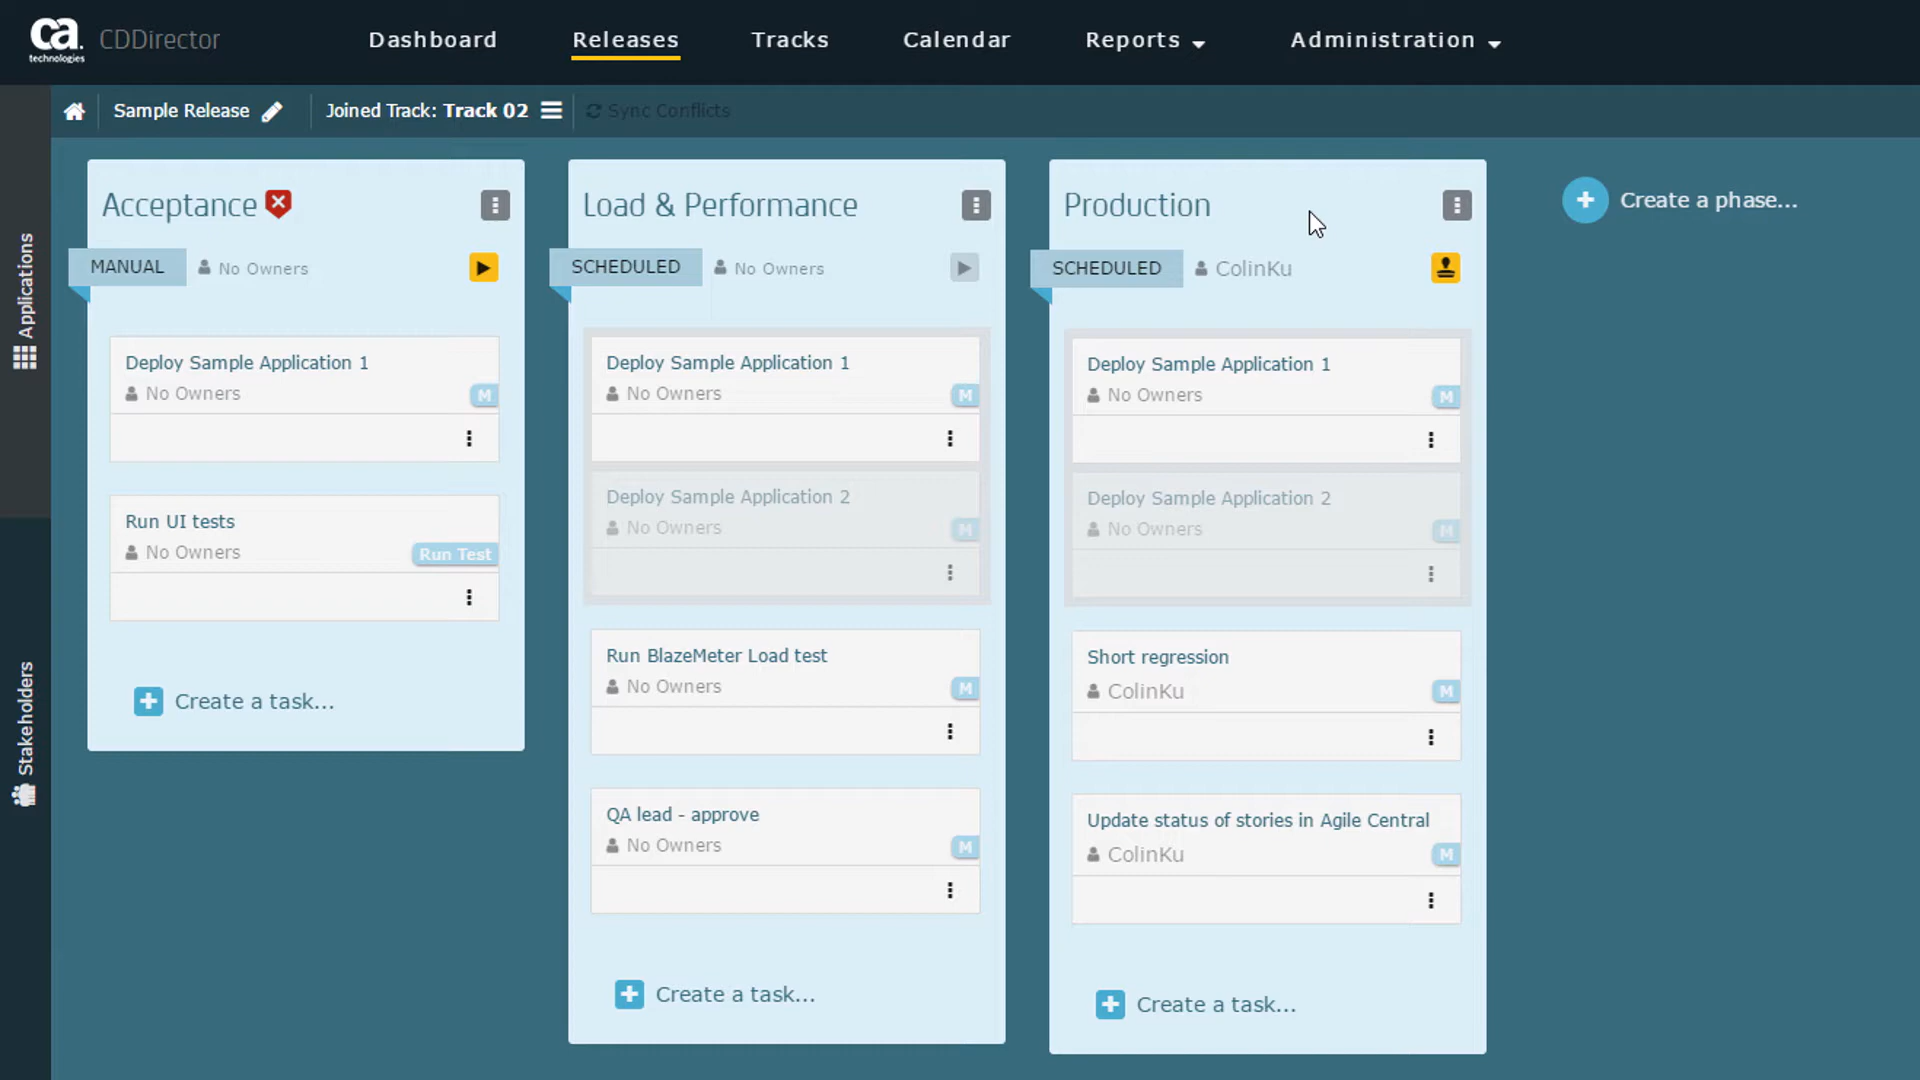 ca
technologies
CDDirector
Dashboard
Releases
Tracks
Calendar
Reports
Administration
Sample Release
Joined Track: Track 02
Sync Conflicts
Applications
Stakeholders
Acceptance
MANUAL
No Owners
Deploy Sample Application 1
No Owners
M
Run UI tests
No Owners
Run Test
Create a task...
Load & Performance
SCHEDULED
No Owners
Deploy Sample Application 1
No Owners
M
Deploy Sample Application 2
No Owners
M
Run BlazeMeter Load test
No Owners
M
QA lead - approve
No Owners
M
Create a task...
Production
SCHEDULED
ColinKu
Deploy Sample Application 1
No Owners
M
Deploy Sample Application 2
No Owners
M
Short regression
ColinKu
M
Update status of stories in Agile Central
ColinKu
M
Create a task...
Create a phase...